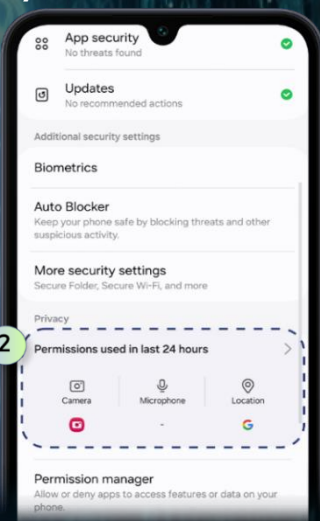 App security
No threats found
Updates
No recommended actions
Additional security settings
Biometrics
Auto Blocker
Keep your phone safe by blocking threats and other
suspicious activity.
More security settings
Secure Folder, Secure Wi-Fi, and more
Privacy
2
Permissions used in last 24 hours
Camera
Microphone
Location
-
G
Permission manager
Allow or deny apps to access features or data on your
phone.